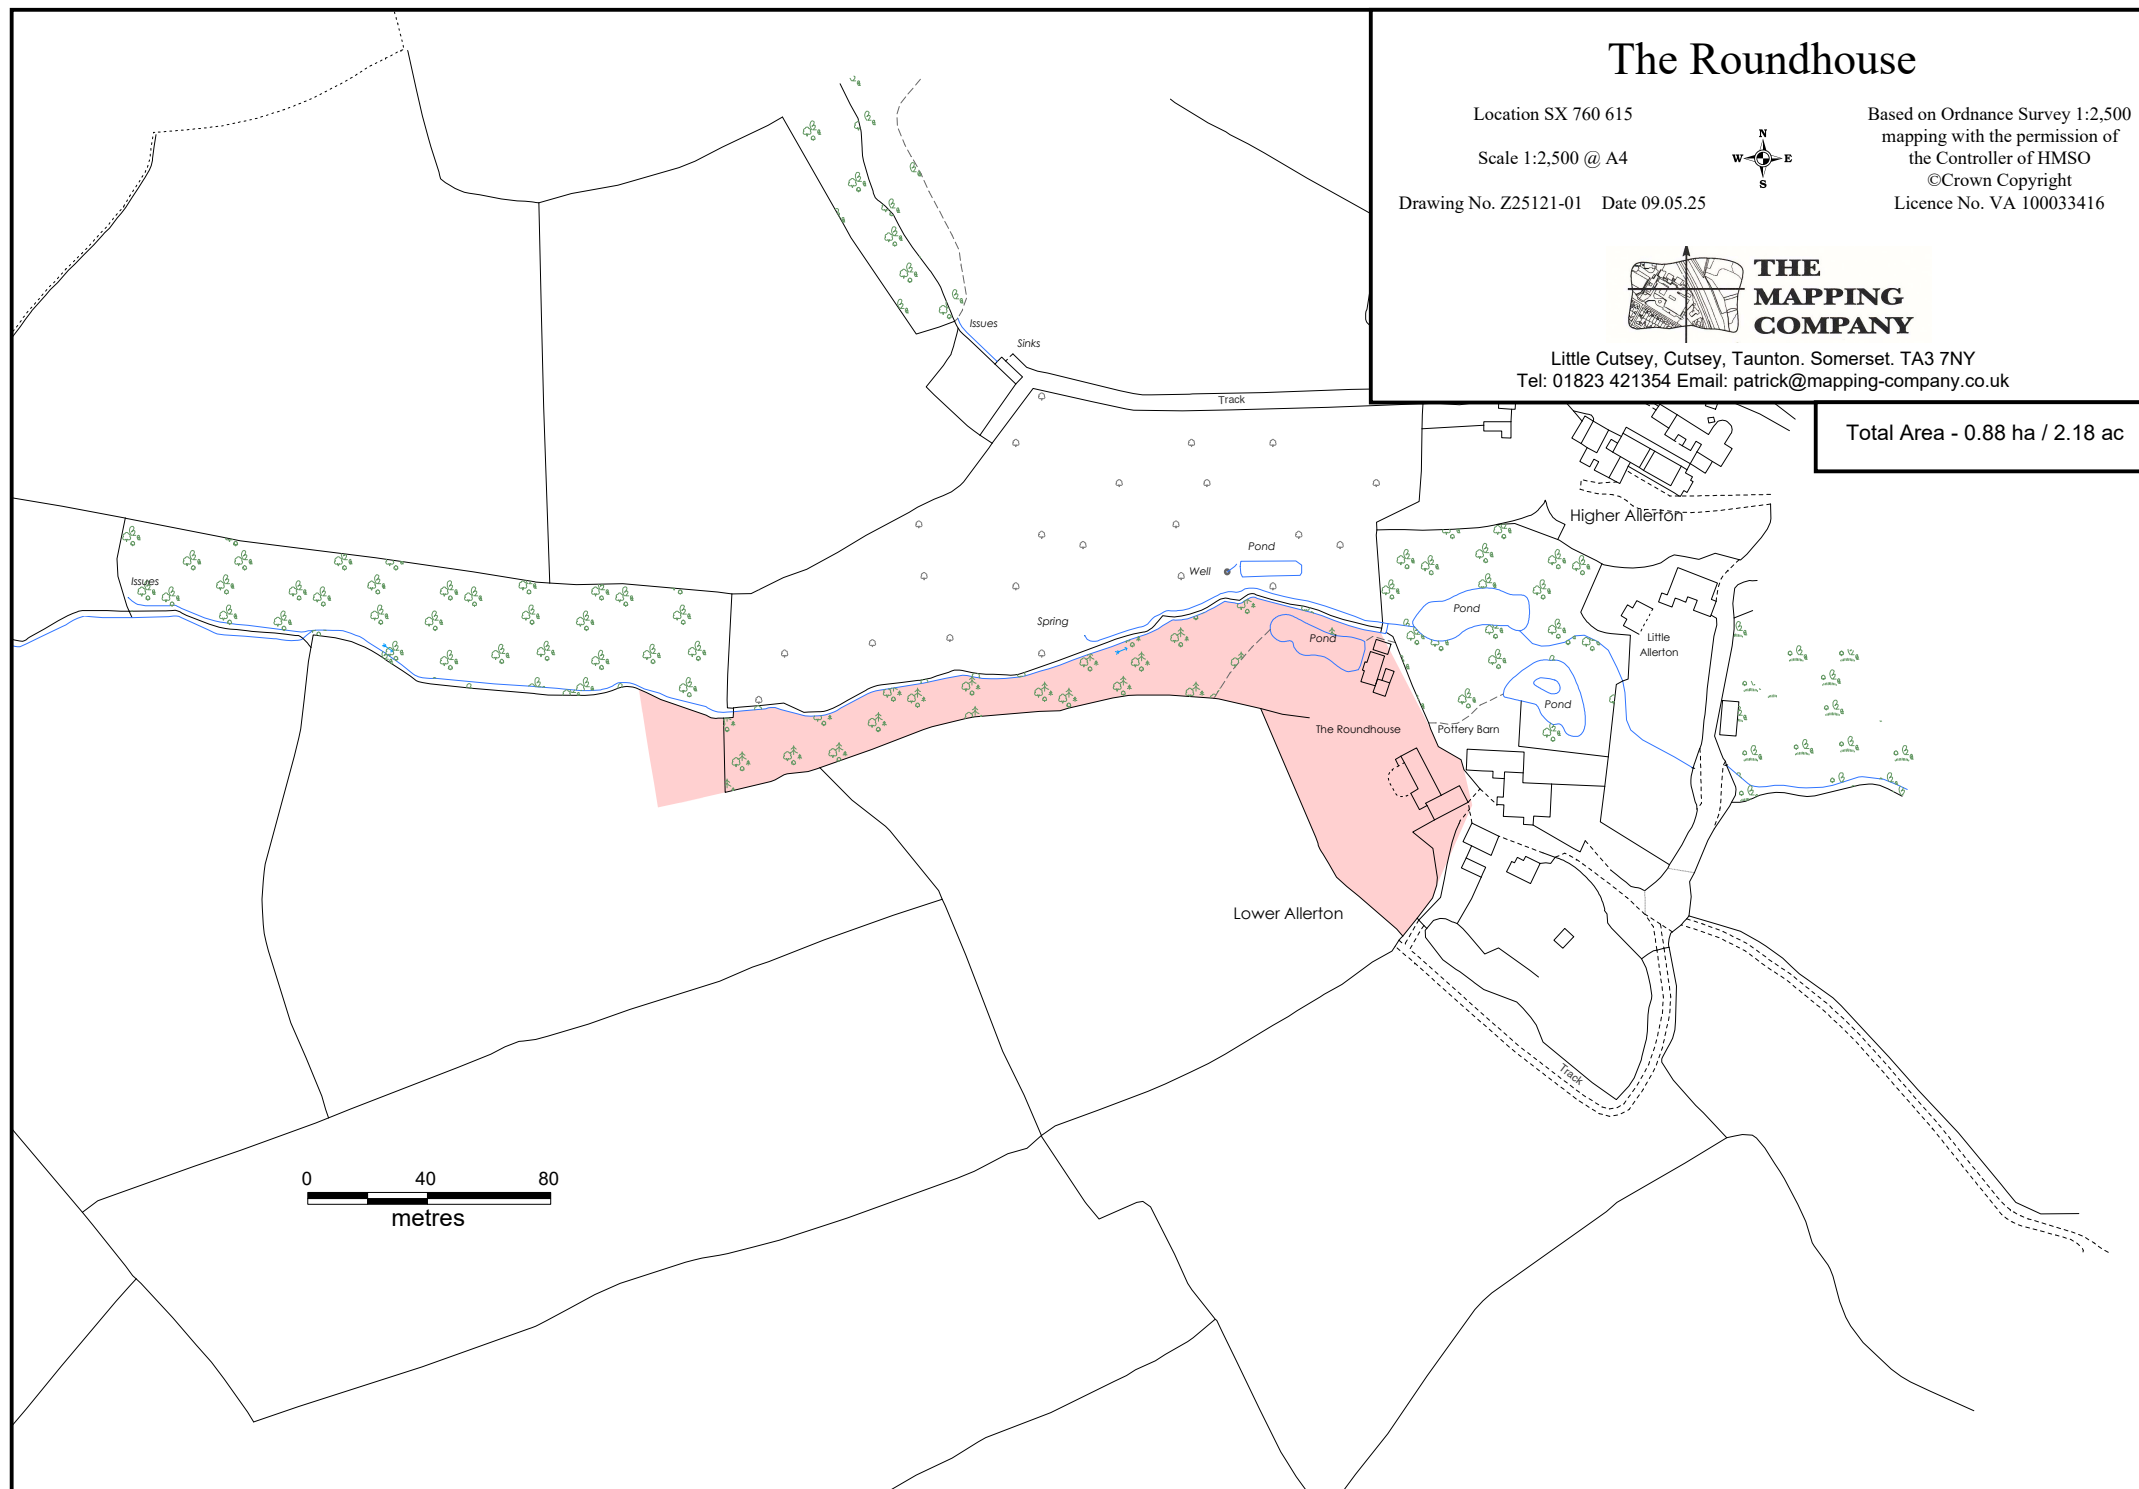 The Roundhouse
Location SX 760 615
Scale 1:2,500 @ A4
Drawing No. Z25121-01 Date 09.05.25
N
W E
S
Based on Ordnance Survey 1:2,500
mapping with the permission of
the Controller of HMSO
©Crown Copyright
Licence No. VA 100033416
THE
MAPPING
COMPANY
Little Cutsey, Cutsey, Taunton. Somerset. TA3 7NY
Tel: 01823 421354 Email: patrick@mapping-company.co.uk
Total Area - 0.88 ha / 2.18 ac
Issues
Sinks
Track
Higher Allerton
Pond
Well
Issues
Pond
Spring
Pond
Little
Allerton
Pond
The Roundhouse
Pottery Barn
Lower Allerton
Track
0 40 80
metres